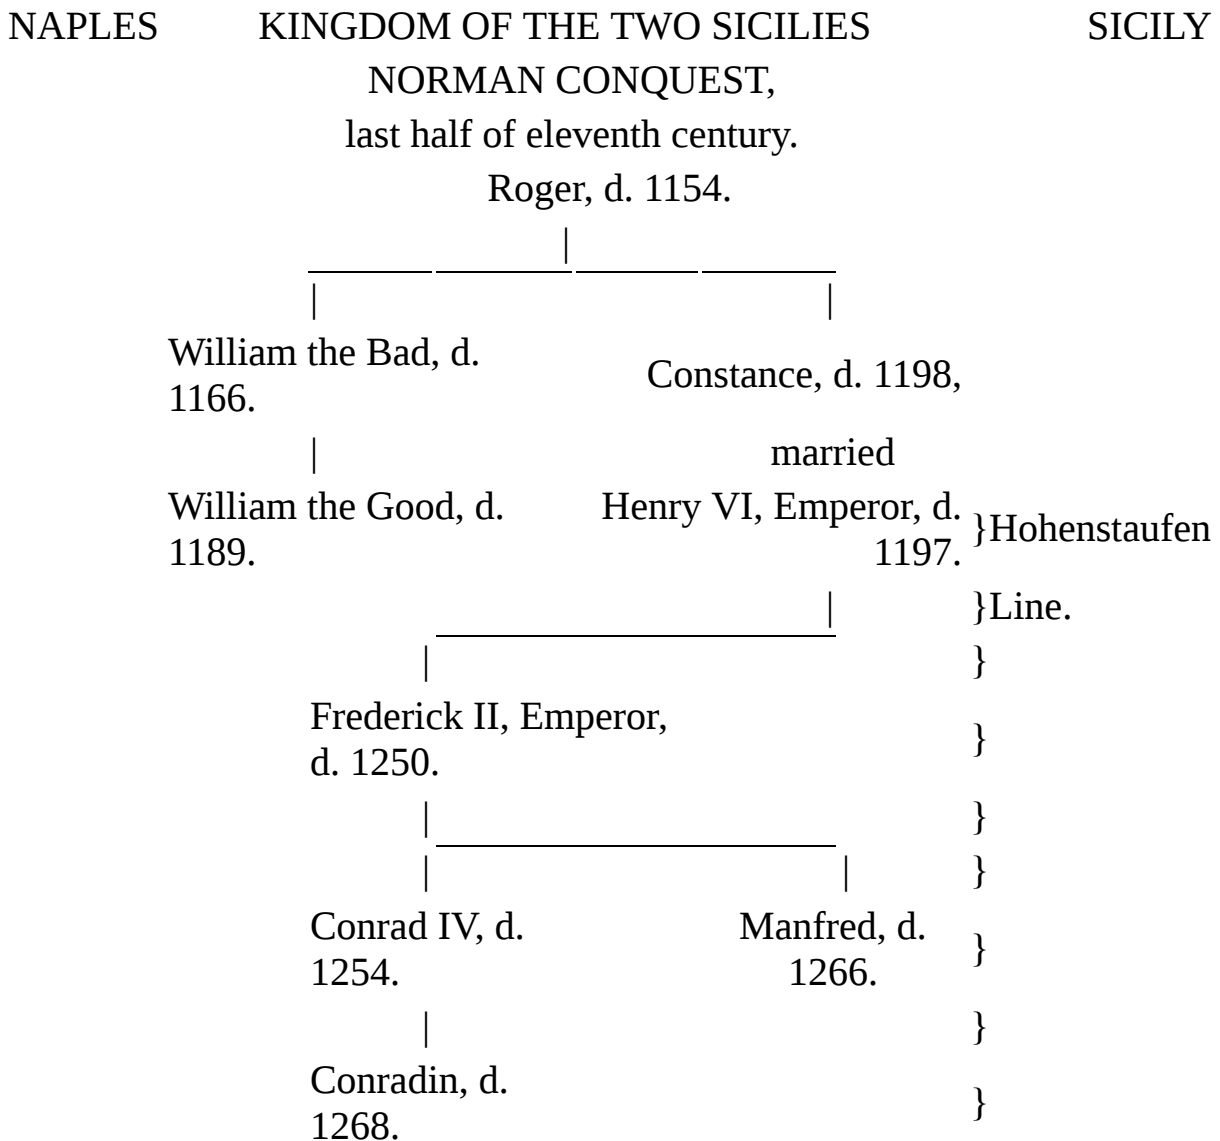 NAPLES KINGDOM OF THE TWO SICILIES SICILY
NORMAN CONQUEST,
last half of eleventh century.
Roger, d. 1154.
|
| |
William the Bad, d.
1166.
Constance, d. 1198,
| married
William the Good, d.
1189.
Henry VI, Emperor, d.
1197.
}Hohenstaufen
| }Line.
| }
Frederick II, Emperor,
d. 1250.
}
| }
| | }
Conrad IV, d.
1254.
Manfred, d.
1266.
}
| }
Conradin, d.
1268.
}